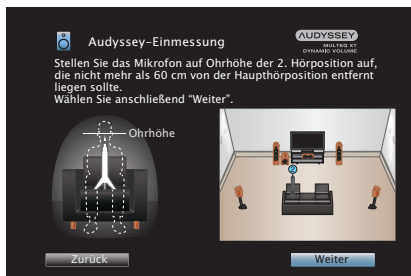 Audyssey-Einmessung
AUDYSSEY
MULTEQ XT
DYNAMIC VOLUME
Stellen Sie das Mikrofon auf Ohrhöhe der 2. Hörposition auf,
die nicht mehr als 60 cm von der Haupthörposition entfernt
liegen sollte.
Wählen Sie anschließend “Weiter”.
Ohrhöhe
2
Zurück
Weiter